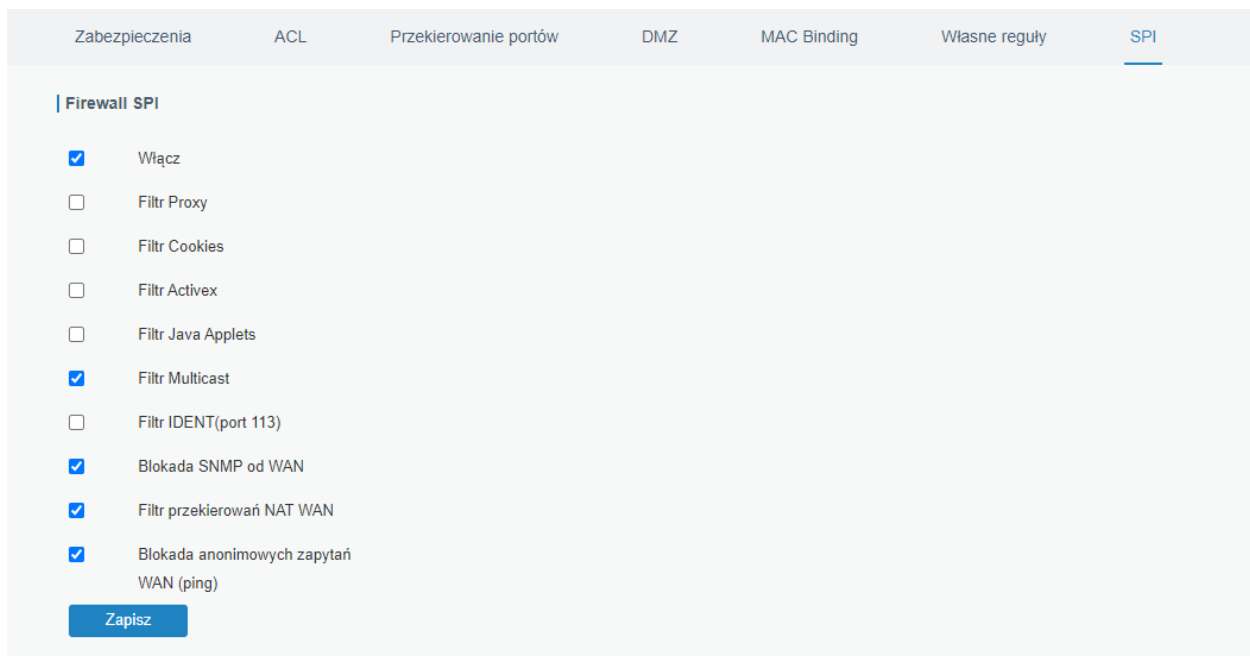 Zabezpieczenia ACL Przekierowanie portów DMZ MAC Binding Własne reguły SPI
Firewall SPI
Włącz
Filtr Proxy
Filtr Cookies
Filtr Activex
Filtr Java Applets
Filtr Multicast
Filtr IDENT(port 113)
Blokada SNMP od WAN
Filtr przekierowań NAT WAN
Blokada anonimowych zapytań
WAN (ping)
Zapisz